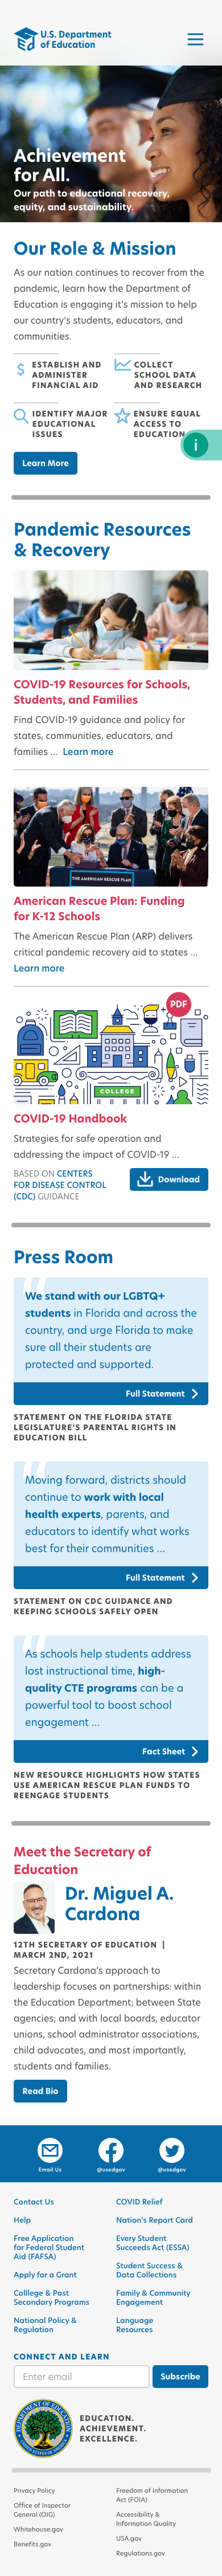 U.S. Department
of Education
Achievement
for All.
Our path to educational recovery,
equity, and sustainability.
Our Role & Mission
As our nation continues to recover from the
pandemic, learn how the Department of
Education is engaging it's mission to help
our country's students, educators, and
communities.
$ ESTABLISH AND
ADMINISTER
FINANCIAL AID
COLLECT
SCHOOL DATA
AND RESEARCH
IDENTIFY MAJOR
EDUCATIONAL
ISSUES
ENSURE EQUAL
ACCESS TO
EDUCATION
i
Learn More
Pandemic Resources
& Recovery
COVID-19 Resources for Schools,
Students, and Families
Find COVID-19 guidance and policy for
states, communities, educators, and
families ... Learn more
THE AMERICAN RESCUE PLAN
American Rescue Plan: Funding
for K-12 Schools
The American Rescue Plan (ARP) delivers
critical pandemic recovery aid to states ...
Learn more
PDF
COLLEGE
COVID-19 Handbook
Strategies for safe operation and
addressing the impact of COVID-19 ...
BASED ON CENTERS
FOR DISEASE CONTROL
(CDC) GUIDANCE
Download
Press Room
We stand with our LGBTQ+
students in Florida and across the
country, and urge Florida to make
sure all their students are
protected and supported.
Full Statement
STATEMENT ON THE FLORIDA STATE
LEGISLATURE'S PARENTAL RIGHTS IN
EDUCATION BILL
Moving forward, districts should
continue to work with local
health experts, parents, and
educators to identify what works
best for their communities ...
Full Statement
STATEMENT ON CDC GUIDANCE AND
KEEPING SCHOOLS SAFELY OPEN
As schools help students address
lost instructional time, high-
quality CTE programs can be a
powerful tool to boost school
engagement ...
Fact Sheet
NEW RESOURCE HIGHLIGHTS HOW STATES
USE AMERICAN RESCUE PLAN FUNDS TO
REENGAGE STUDENTS
Meet the Secretary of
Education
Dr. Miguel A.
Cardona
12TH SECRETARY OF EDUCATION |
MARCH 2ND, 2021
Secretary Cardona's approach to
leadership focuses on partnerships: within
the Education Department; between State
agencies; and with local boards, educator
unions, school administrator associations,
child advocates, and most importantly,
students and families.
Read Bio
Email Us
@usedgov
@usedgov
Contact Us
Help
Free Application
for Federal Student
Aid (FAFSA)
Apply for a Grant
Colllege & Post
Secondary Programs
National Policy &
Regulation
COVID Relief
Nation's Report Card
Every Student
Succeeds Act (ESSA)
Student Success &
Data Collections
Family & Community
Engagement
Language
Resources
CONNECT AND LEARN
Enter email
Subscribe
EDUCATION.
ACHIEVEMENT.
EXCELLENCE.
Privacy Policy
Office of Inspector
General (OIG)
Whitehouse.gov
Benefits.gov
Freedom of Information
Act (FOIA)
Accessibility &
Information Quality
USA.gov
Regulations.gov